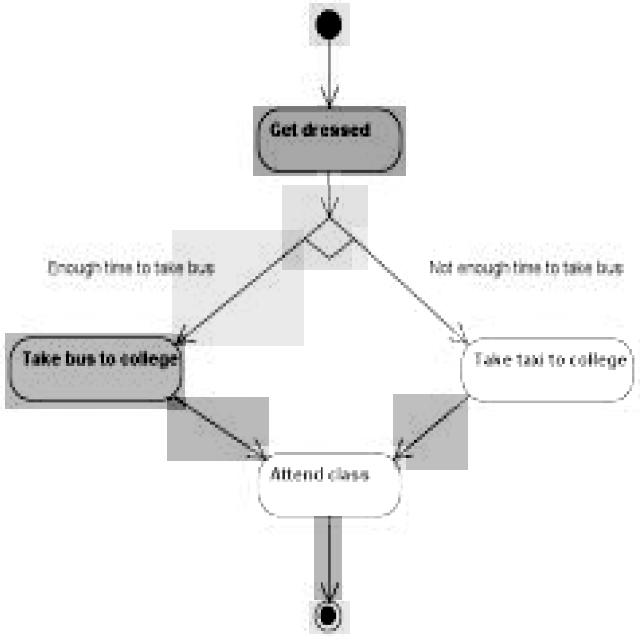 Get dressed
Enough time to take bus
Not enough time to take bus
Take bus to college
Take taxi to college
Attend class